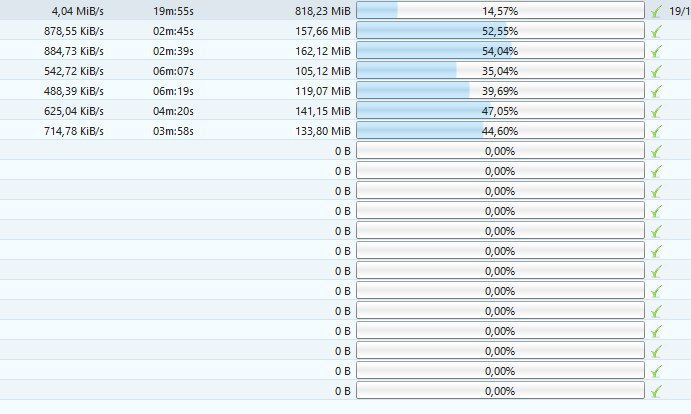 4,04 MiB/s 19m:55s 818,23 MiB 14,57% 19/1
878,55 KiB/s 02m:45s 157,66 MiB 52,55%
884,73 KiB/s 02m:39s 162,12 MiB 54,04%
542,72 KiB/s 06m:07s 105,12 MiB 35,04%
488,39 KiB/s 06m:19s 119,07 MiB 39,69%
625,04 KiB/s 04m:20s 141,15 MiB 47,05%
714,78 KiB/s 03m:58s 133,80 MiB 44,60%
0 B 0,00%
0 B 0,00%
0 B 0,00%
0 B 0,00%
0 B 0,00%
0 B 0,00%
0 B 0,00%
0 B 0,00%
0 B 0,00%
0 B 0,00%
0 B 0,00%
0 B 0,00%
0 B 0,00%